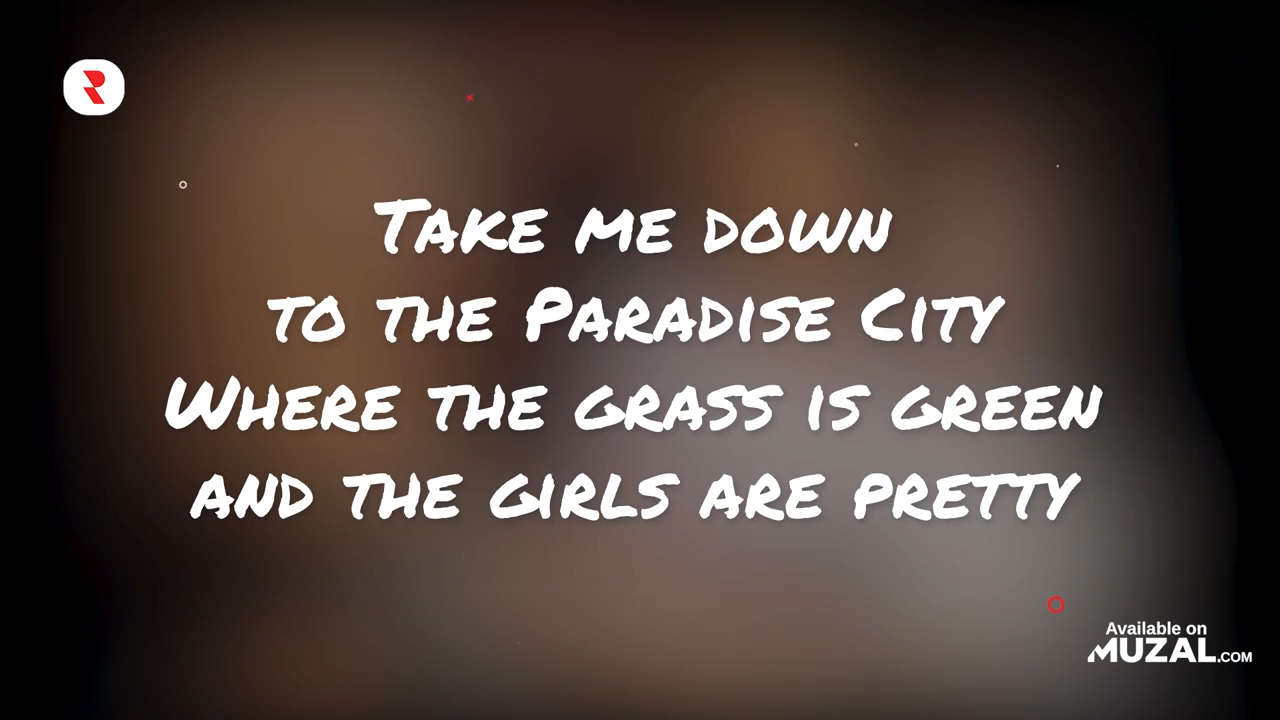 Take me down
to the Paradise City
Where the grass is green
and the girls are pretty
Available on
MUZAL.COM